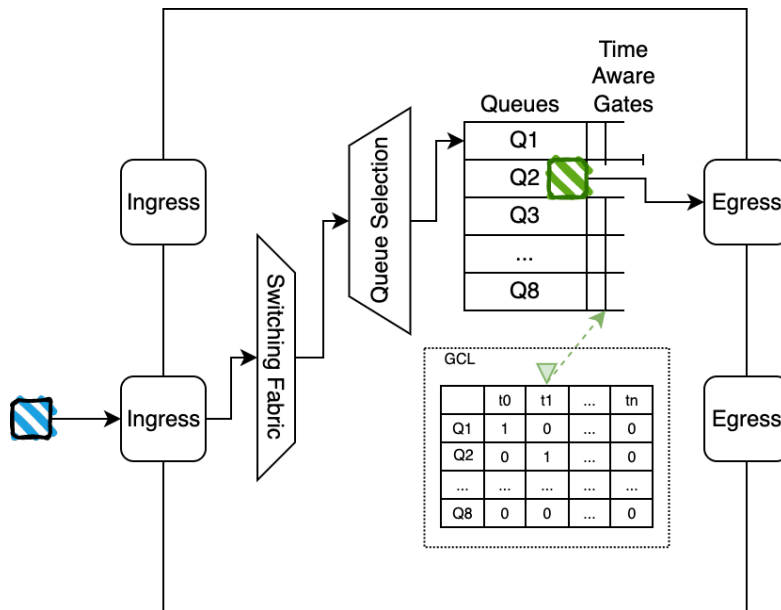 Time
Aware
Queues Gates
Q1
Q2
Q3
...
Q8
Ingress
Egress
Queue Selection
Switching Fabric
Ingress
Egress
GCL
t0 t1 ... tn
Q1 1 0 ... 0
Q2 0 1 ... 0
... ... ... ... ...
Q8 0 0 ... 0